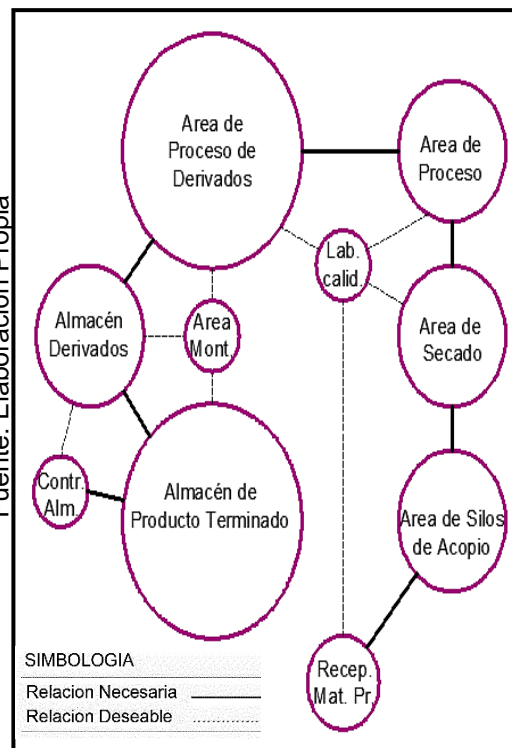 Fuente: Elaboración Propia
Area de
Proceso de
Derivados
Area de
Proceso
Lab.
calid.
Almacén
Derivados
Area
Mont.
Area de
Secado
Contr.
Alm.
Almacén de
Producto Terminado
Area de Silos
de Acopio
Recep.
Mat. Pr.
SIMBOLOGIA
Relacion Necesaria
Relacion Deseable